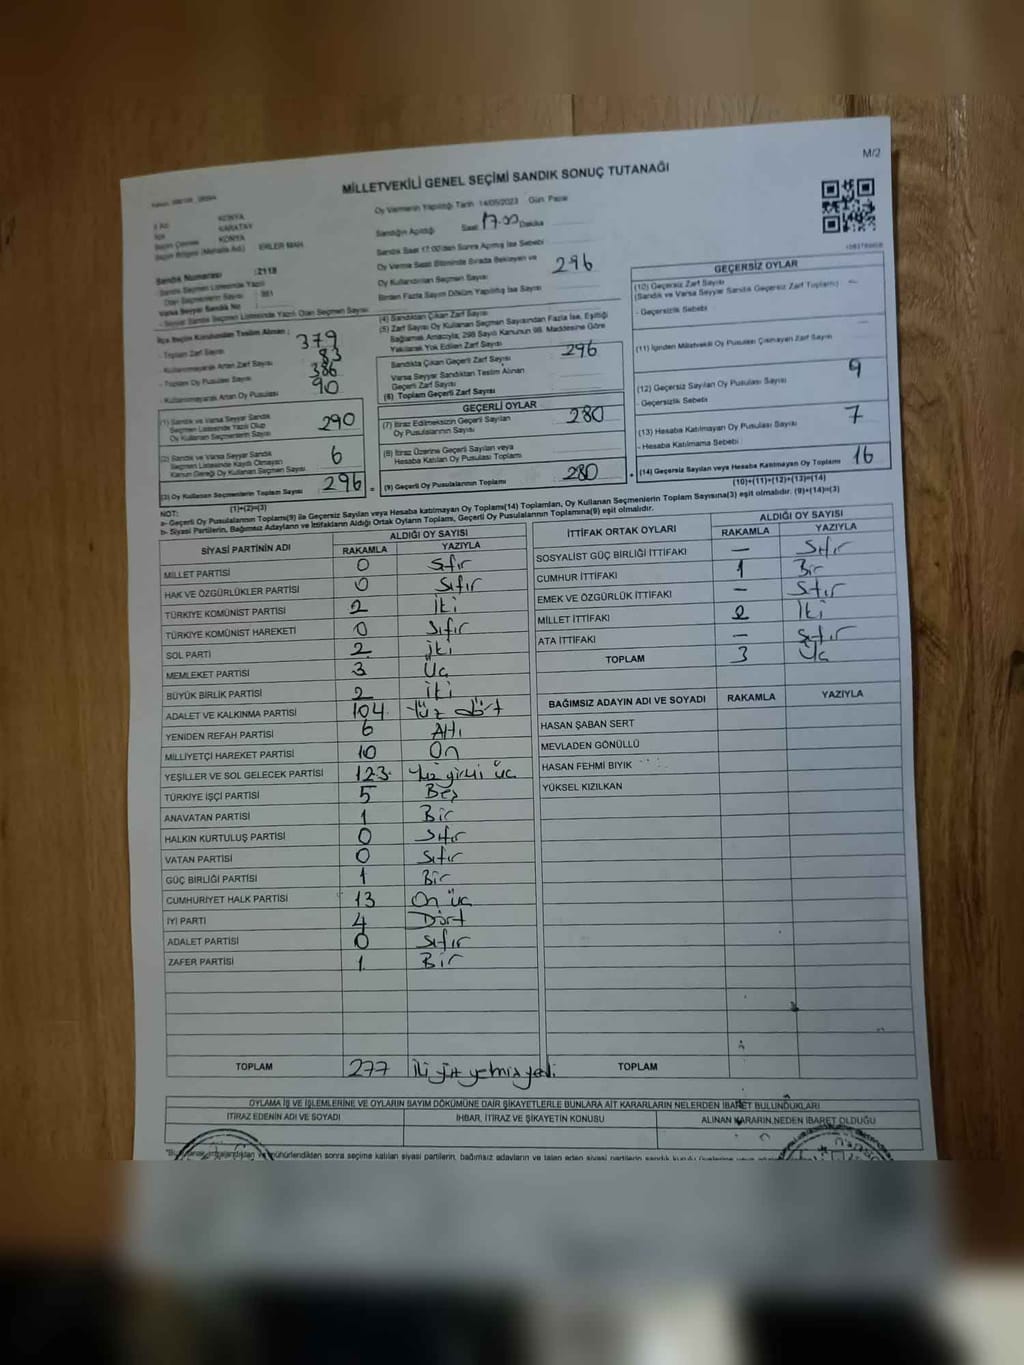 M/2
MİLLETVEKİLİ GENEL SEÇİMİ SANDIK SONUÇ TUTANAĞI
KONYA
KARATAY
KONYA
ERLER MAH.
Oy Vermenin Yapıldığı Tarih 14/05/2023 Gün Pazar
Sandığın Açıldığı Saat 17.00 Dakika
Sandık Saat 17:00'den Sonra Açılmış İse Sebebi
Oy Verme Saati Bitiminde Sırada Bekleyen ve
Oy Kullandırılan Seçmen Sayısı 296
Birden Fazla Sayım Döküm Yapılmış İse Sayısı
Sandık Numarası : 2118
Sandık Seçmen Listesinde Yazılı
Olan Seçmenlerin Sayısı : 381
Varsa Seyyar Sandık No
İlçe Seçim Kurulundan Teslim Alınan ;
- Toplam Zarf Sayısı 379
- Kullanılmayarak Artan Zarf Sayısı 83
- Toplam Oy Pusulası Sayısı 386
- Kullanılmayarak Artan Oy Pusulası 90
(1) Sandık ve Varsa Seyyar Sandık
Seçmen Listesinde Yazılı Olup
Oy Kullanan Seçmenlerin Sayısı 290
(2) Sandık ve Varsa Seyyar Sandık
Seçmen Listesinde Kaydı Olmayan
Kanun Gereği Oy Kullanan Seçmen Sayısı 6
(3) Oy Kullanan Seçmenlerin Toplam Sayısı 296
(1)+(2)=(3)
(4) Sandıktan Çıkan Zarf Sayısı
(5) Zarf Sayısı Oy Kullanan Seçmen Sayısından Fazla İse, Eşitliği
Sağlamak Amacıyla; 298 Sayılı Kanunun 98. Maddesine Göre
Yakılarak Yok Edilen Zarf Sayısı
Sandıkta Çıkan Geçerli Zarf Sayısı 296
Varsa Seyyar Sandıktan Teslim Alınan
Geçerli Zarf Sayısı
(6) Toplam Geçerli Zarf Sayısı
GEÇERLİ OYLAR
(7) İtiraz Edilmeksizin Geçerli Sayılan
Oy Pusulalarının Sayısı 280
(8) İtiraz Üzerine Geçerli Sayılan veya
Hesaba Katılan Oy Pusulası Toplamı
(9) Geçerli Oy Pusulalarının Toplamı 280
GEÇERSİZ OYLAR
(10) Geçersiz Zarf Sayısı
(Sandık ve Varsa Seyyar Sandık Geçersiz Zarf Toplamı) —
- Geçersizlik Sebebi
(11) İçinden Milletvekili Oy Pusulası Çıkmayan Zarf Sayısı —
(12) Geçersiz Sayılan Oy Pusulası Sayısı 9
- Geçersizlik Sebebi
(13) Hesaba Katılmayan Oy Pusulası Sayısı 7
- Hesaba Katılmama Sebebi
(14) Geçersiz Sayılan veya Hesaba Katılmayan Oy Toplamı 16
(10)+(11)+(12)+(13)=(14)
NOT:
a- Geçerli Oy Pusulalarının Toplamı(9) ile Geçersiz Sayılan veya Hesaba katılmayan Oy Toplamı(14) Toplamları, Oy Kullanan Seçmenlerin Toplam Sayısına(3) eşit olmalıdır. (9)+(14)=(3)
b- Siyasi Partilerin, Bağımsız Adayların ve İttifakların Aldığı Ortak Oyların Toplamı, Geçerli Oy Pusulalarının Toplamına(9) eşit olmalıdır.
SİYASİ PARTİNİN ADI ALDIĞI OY SAYISI
RAKAMLA YAZIYLA
MİLLET PARTİSİ 0 Sıfır
HAK VE ÖZGÜRLÜKLER PARTİSİ 0 Sıfır
TÜRKİYE KOMÜNİST PARTİSİ 2 İki
TÜRKİYE KOMÜNİST HAREKETİ 0 Sıfır
SOL PARTİ 2 İki
MEMLEKET PARTİSİ 3 Üç
BÜYÜK BİRLİK PARTİSİ 2 İki
ADALET VE KALKINMA PARTİSİ 104 Yüz dört
YENİDEN REFAH PARTİSİ 6 Altı
MİLLİYETÇİ HAREKET PARTİSİ 10 On
YEŞİLLER VE SOL GELECEK PARTİSİ 123 Yüz yirmi üç
TÜRKİYE İŞÇİ PARTİSİ 5 Beş
ANAVATAN PARTİSİ 1 Bir
HALKIN KURTULUŞ PARTİSİ 0 Sıfır
VATAN PARTİSİ 0 Sıfır
GÜÇ BİRLİĞİ PARTİSİ 1 Bir
CUMHURİYET HALK PARTİSİ 13 On üç
İYİ PARTİ 4 Dört
ADALET PARTİSİ 0 Sıfır
ZAFER PARTİSİ 1 Bir
TOPLAM 277 İki yüz yetmiş yedi
İTTİFAK ORTAK OYLARI ALDIĞI OY SAYISI
RAKAMLA YAZIYLA
SOSYALİST GÜÇ BİRLİĞİ İTTİFAKI — Sıfır
CUMHUR İTTİFAKI 1 Bir
EMEK VE ÖZGÜRLÜK İTTİFAKI — Sıfır
MİLLET İTTİFAKI 2 İki
ATA İTTİFAKI — Sıfır
TOPLAM 3 Üç
BAĞIMSIZ ADAYIN ADI VE SOYADI RAKAMLA YAZIYLA
HASAN ŞABAN SERT
MEVLADEN GÖNÜLLÜ
HASAN FEHMİ BIYIK
YÜKSEL KIZILKAN
TOPLAM
OYLAMA İŞ VE İŞLEMLERİNE VE OYLARIN SAYIM DÖKÜMÜNE DAİR ŞİKAYETLERLE BUNLARA AİT KARARLARIN NELERDEN İBARET BULUNDUKLARI
İTİRAZ EDENİN ADI VE SOYADI İHBAR, İTİRAZ VE ŞİKAYETİN KONUSU ALINAN KARARIN NEDEN İBARET OLDUĞU
mühürlendikten sonra seçime katılan siyasi partilerin, bağımsız adayların ve talep eden siyasi partilerin sandık kurulu üyelerine